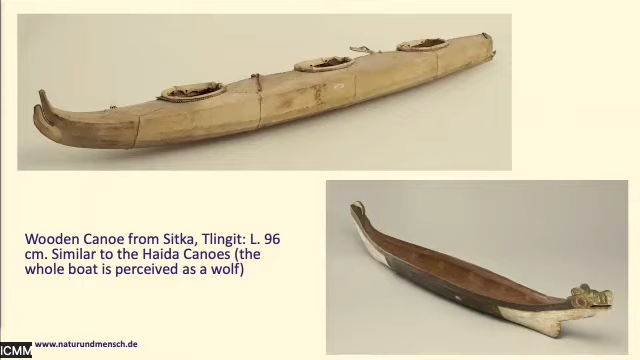 Wooden Canoe from Sitka, Tlingit: L. 96
cm. Similar to the Haida Canoes (the
whole boat is perceived as a wolf)
www.naturundmensch.de
ICMM